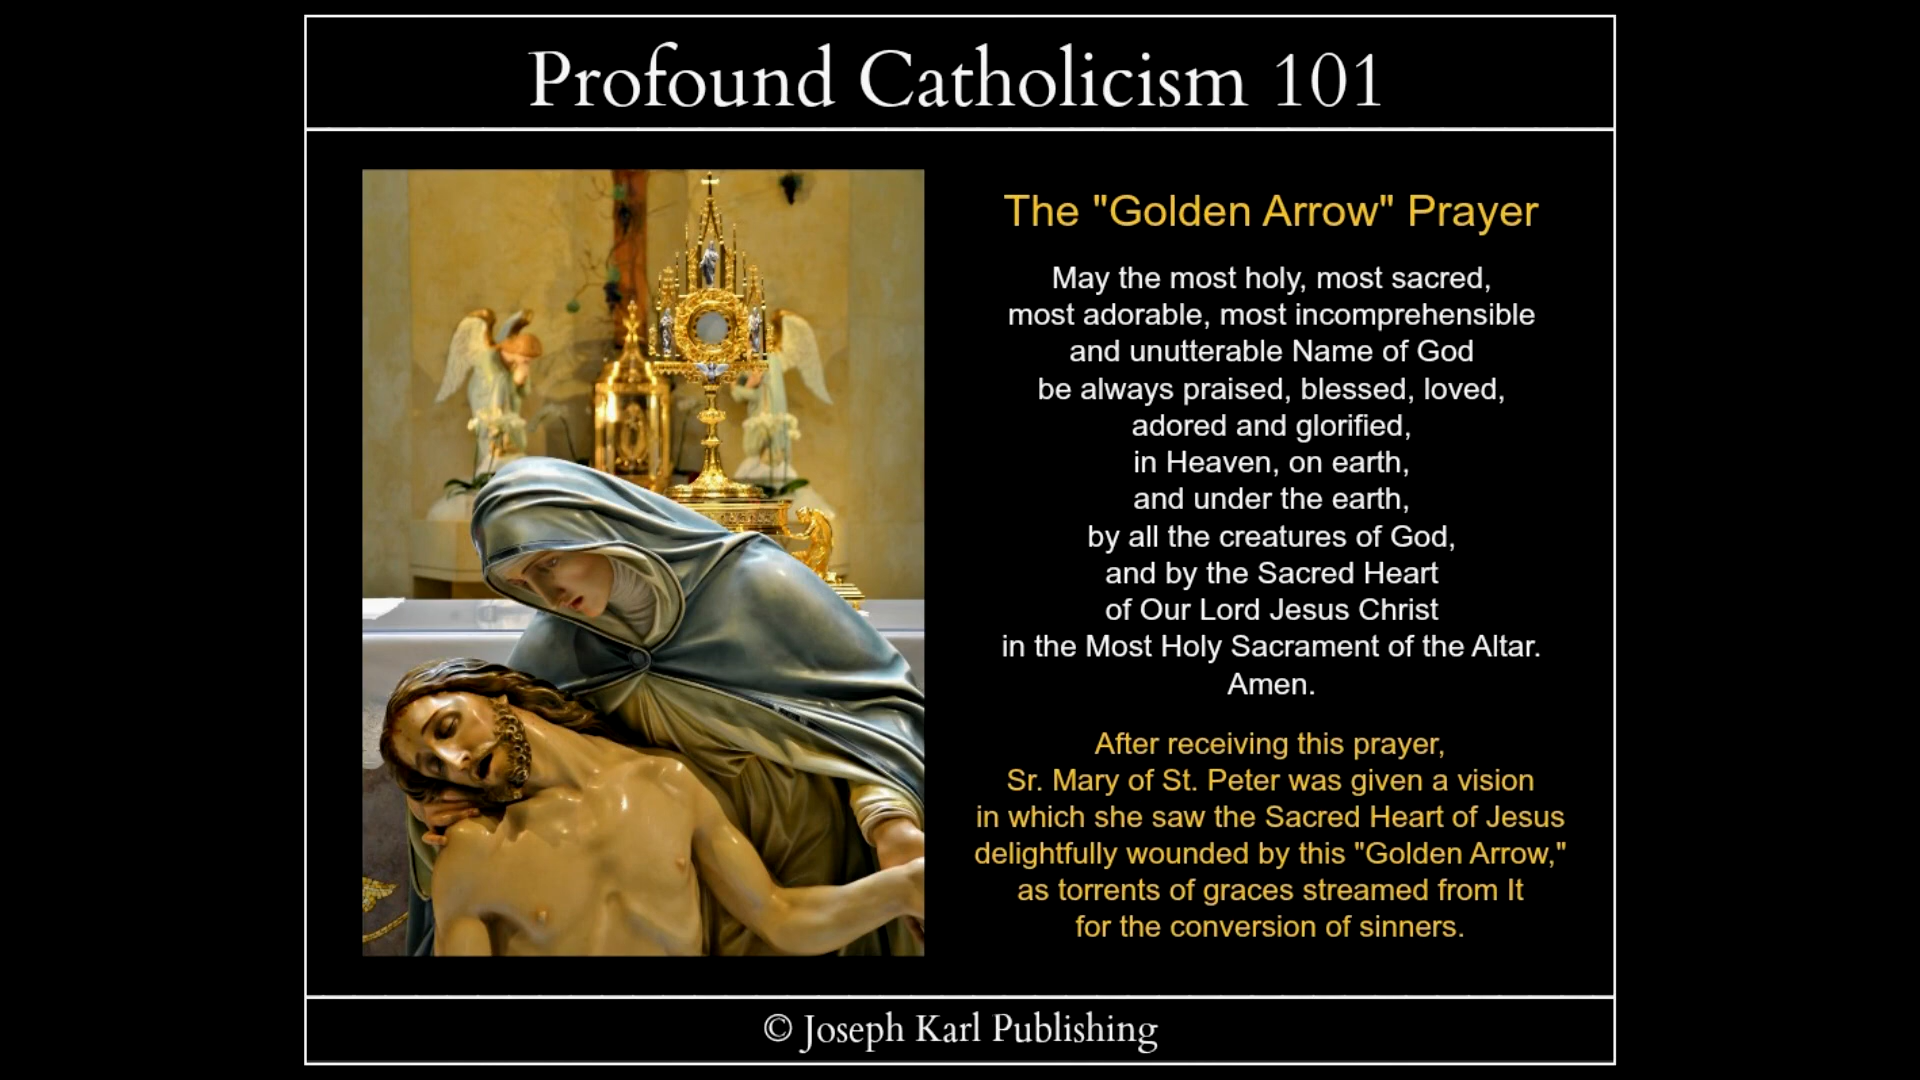 Profound Catholicism 101
The "Golden Arrow" Prayer
May the most holy, most sacred,
most adorable, most incomprehensible
and unutterable Name of God
be always praised, blessed, loved,
adored and glorified,
in Heaven, on earth,
and under the earth,
by all the creatures of God,
and by the Sacred Heart
of Our Lord Jesus Christ
in the Most Holy Sacrament of the Altar.
Amen.
After receiving this prayer,
Sr. Mary of St. Peter was given a vision
in which she saw the Sacred Heart of Jesus
delightfully wounded by this "Golden Arrow,"
as torrents of graces streamed from It
for the conversion of sinners.
© Joseph Karl Publishing